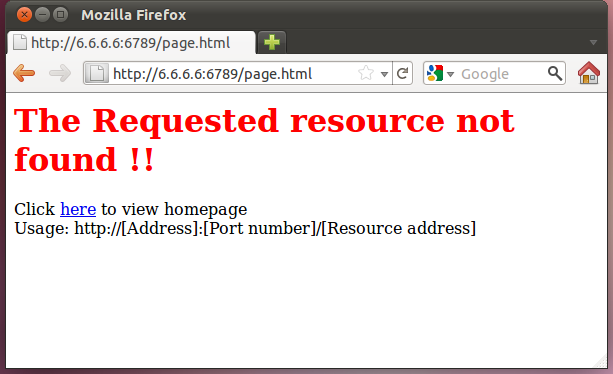 Mozilla Firefox
http://6.6.6.6:6789/page.html
http://6.6.6.6:6789/page.html
Google
The Requested resource not
found !!
Click here to view homepage
Usage: http://[Address]:[Port number]/[Resource address]